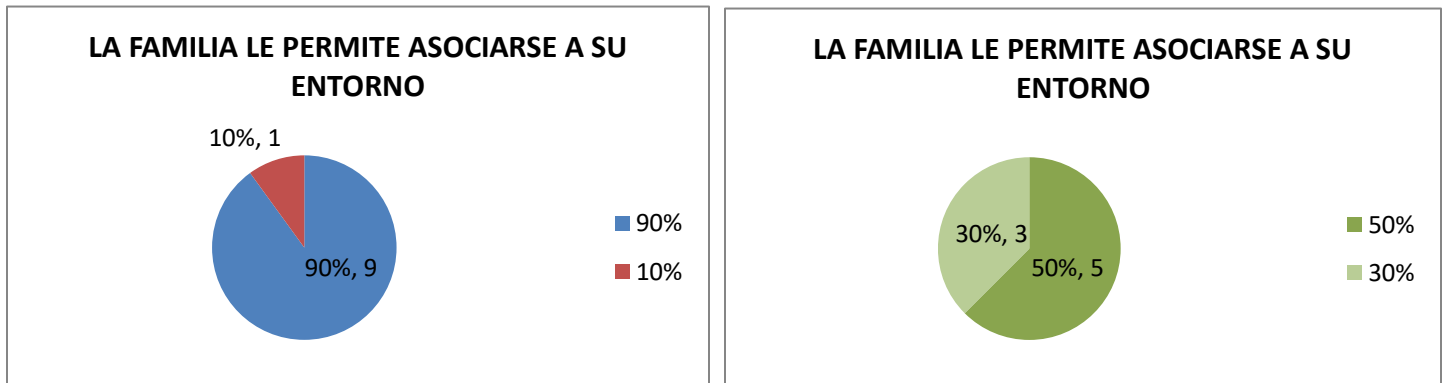 LA FAMILIA LE PERMITE ASOCIARSE A SU
ENTORNO
10%, 1
90%, 9
90%
10%
LA FAMILIA LE PERMITE ASOCIARSE A SU
ENTORNO
30%, 3
50%, 5
50%
30%